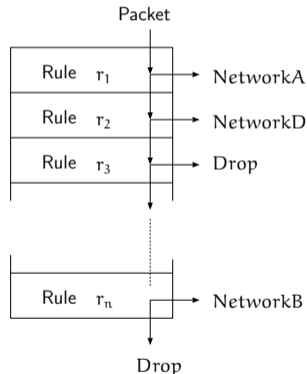 Packet
Rule r₁ NetworkA
Rule r₂ NetworkD
Rule r₃ Drop
Rule rₙ NetworkB
Drop